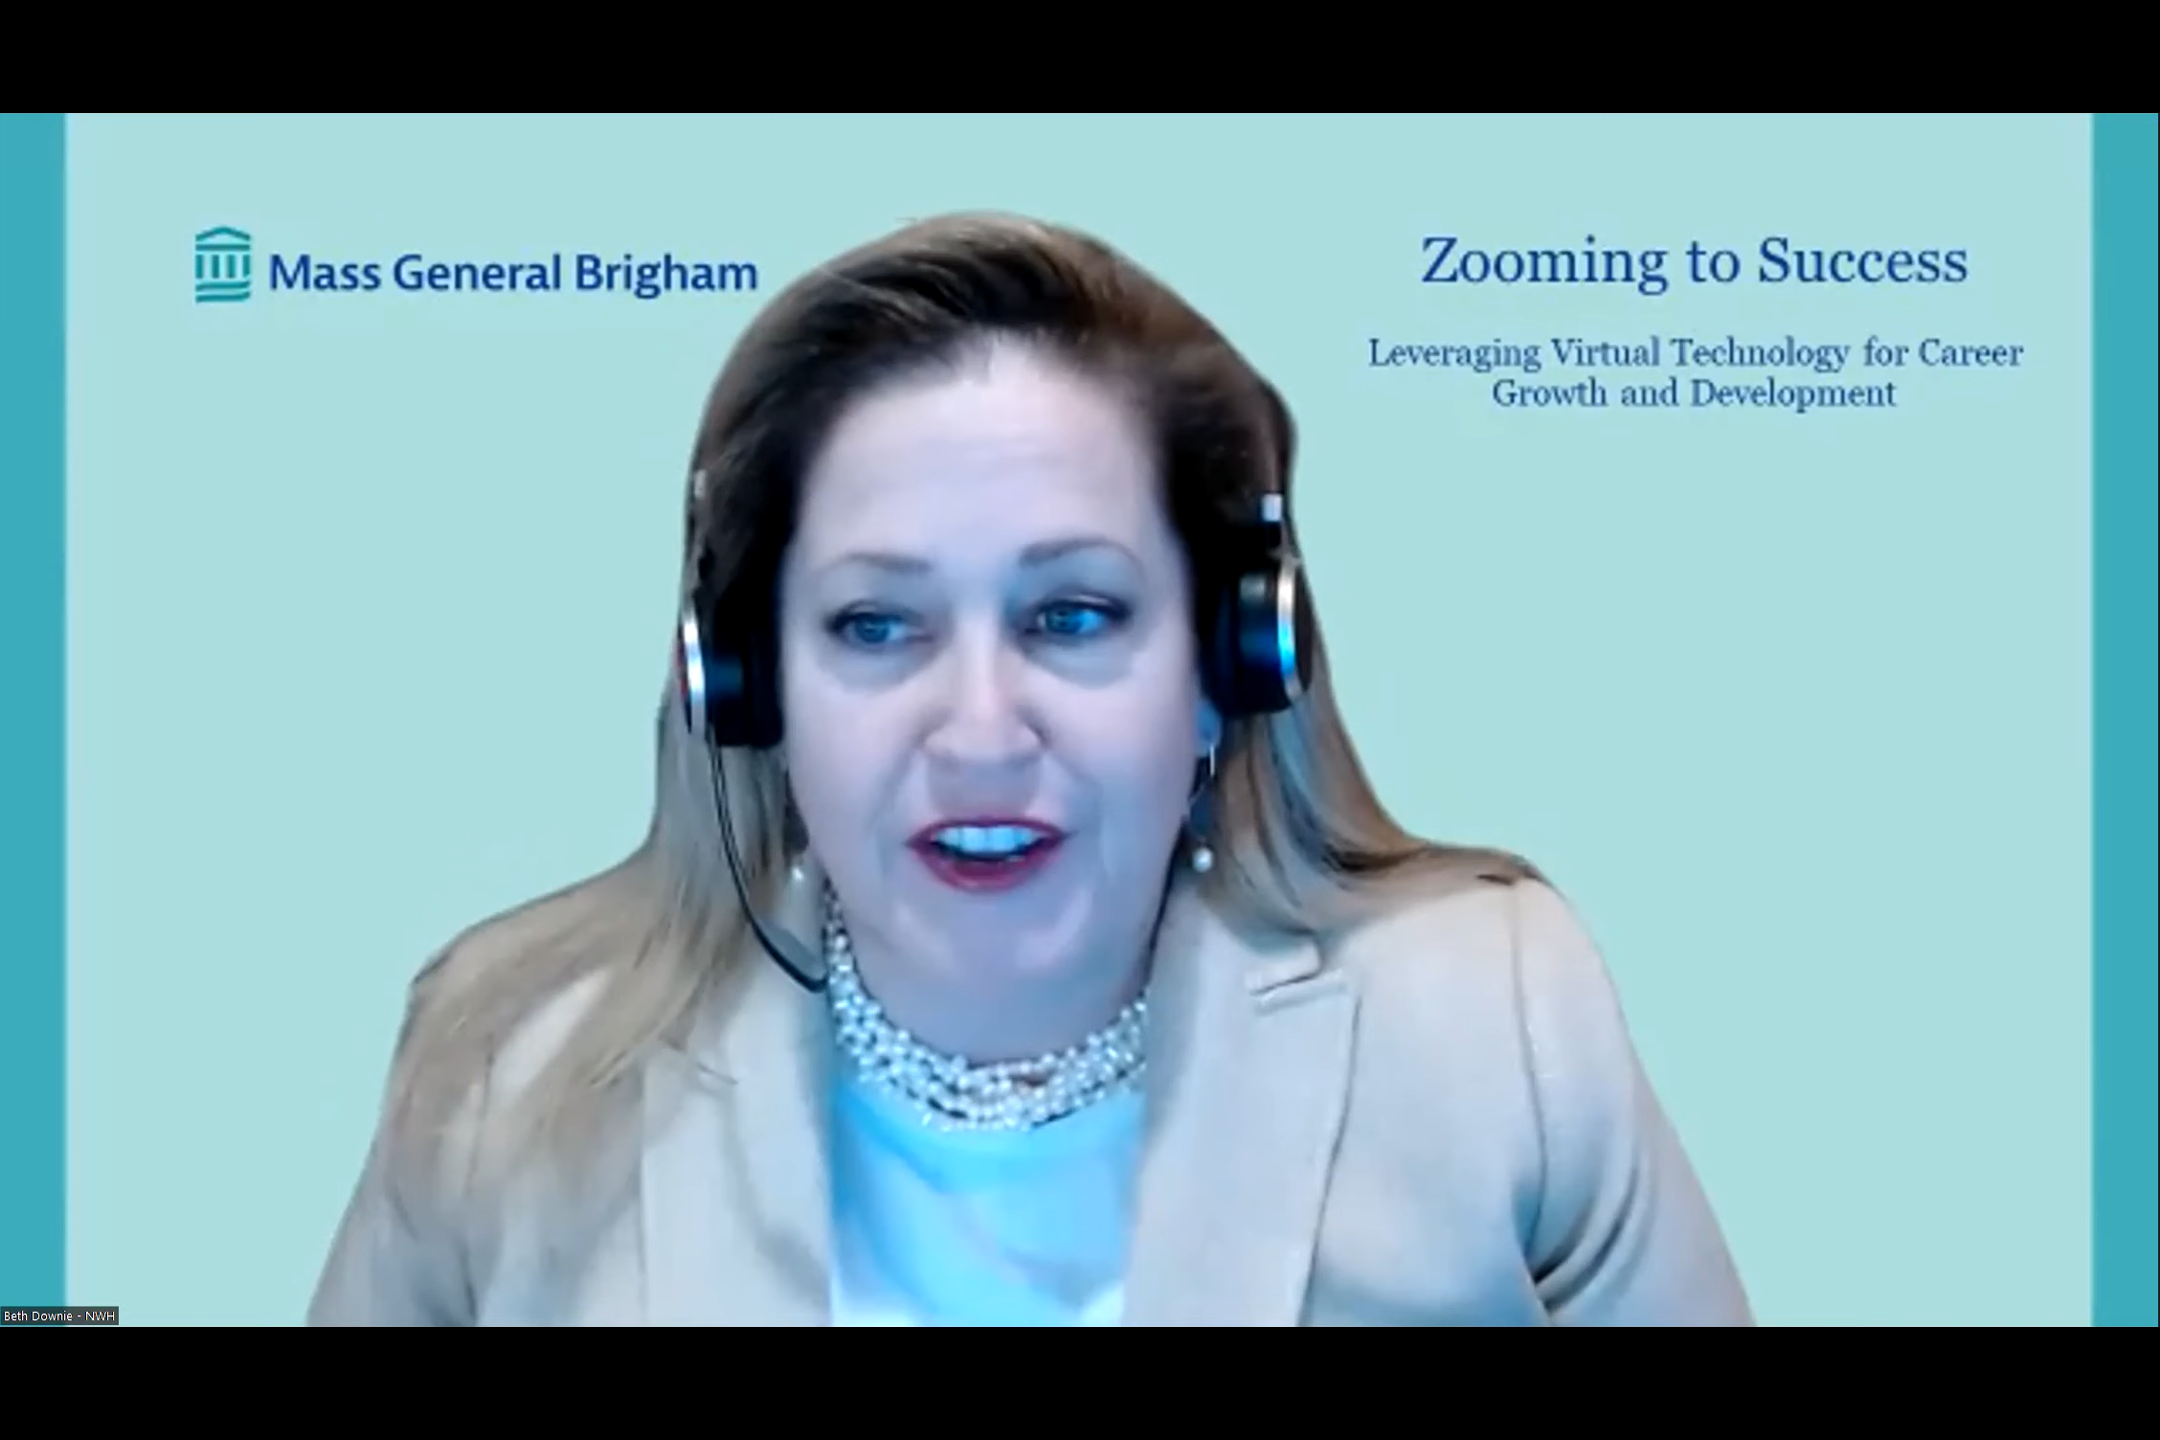 Mass General Brigham
Zooming to Success
Leveraging Virtual Technology for Career
Growth and Development
Beth Downie - NWH